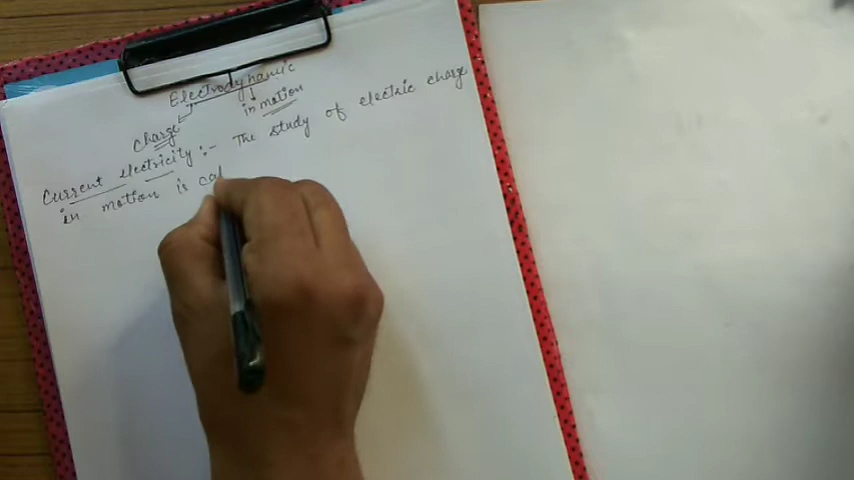 Electrodynamic
Charge in motion
Current electricity :- The study of electric charge
in motion is cal